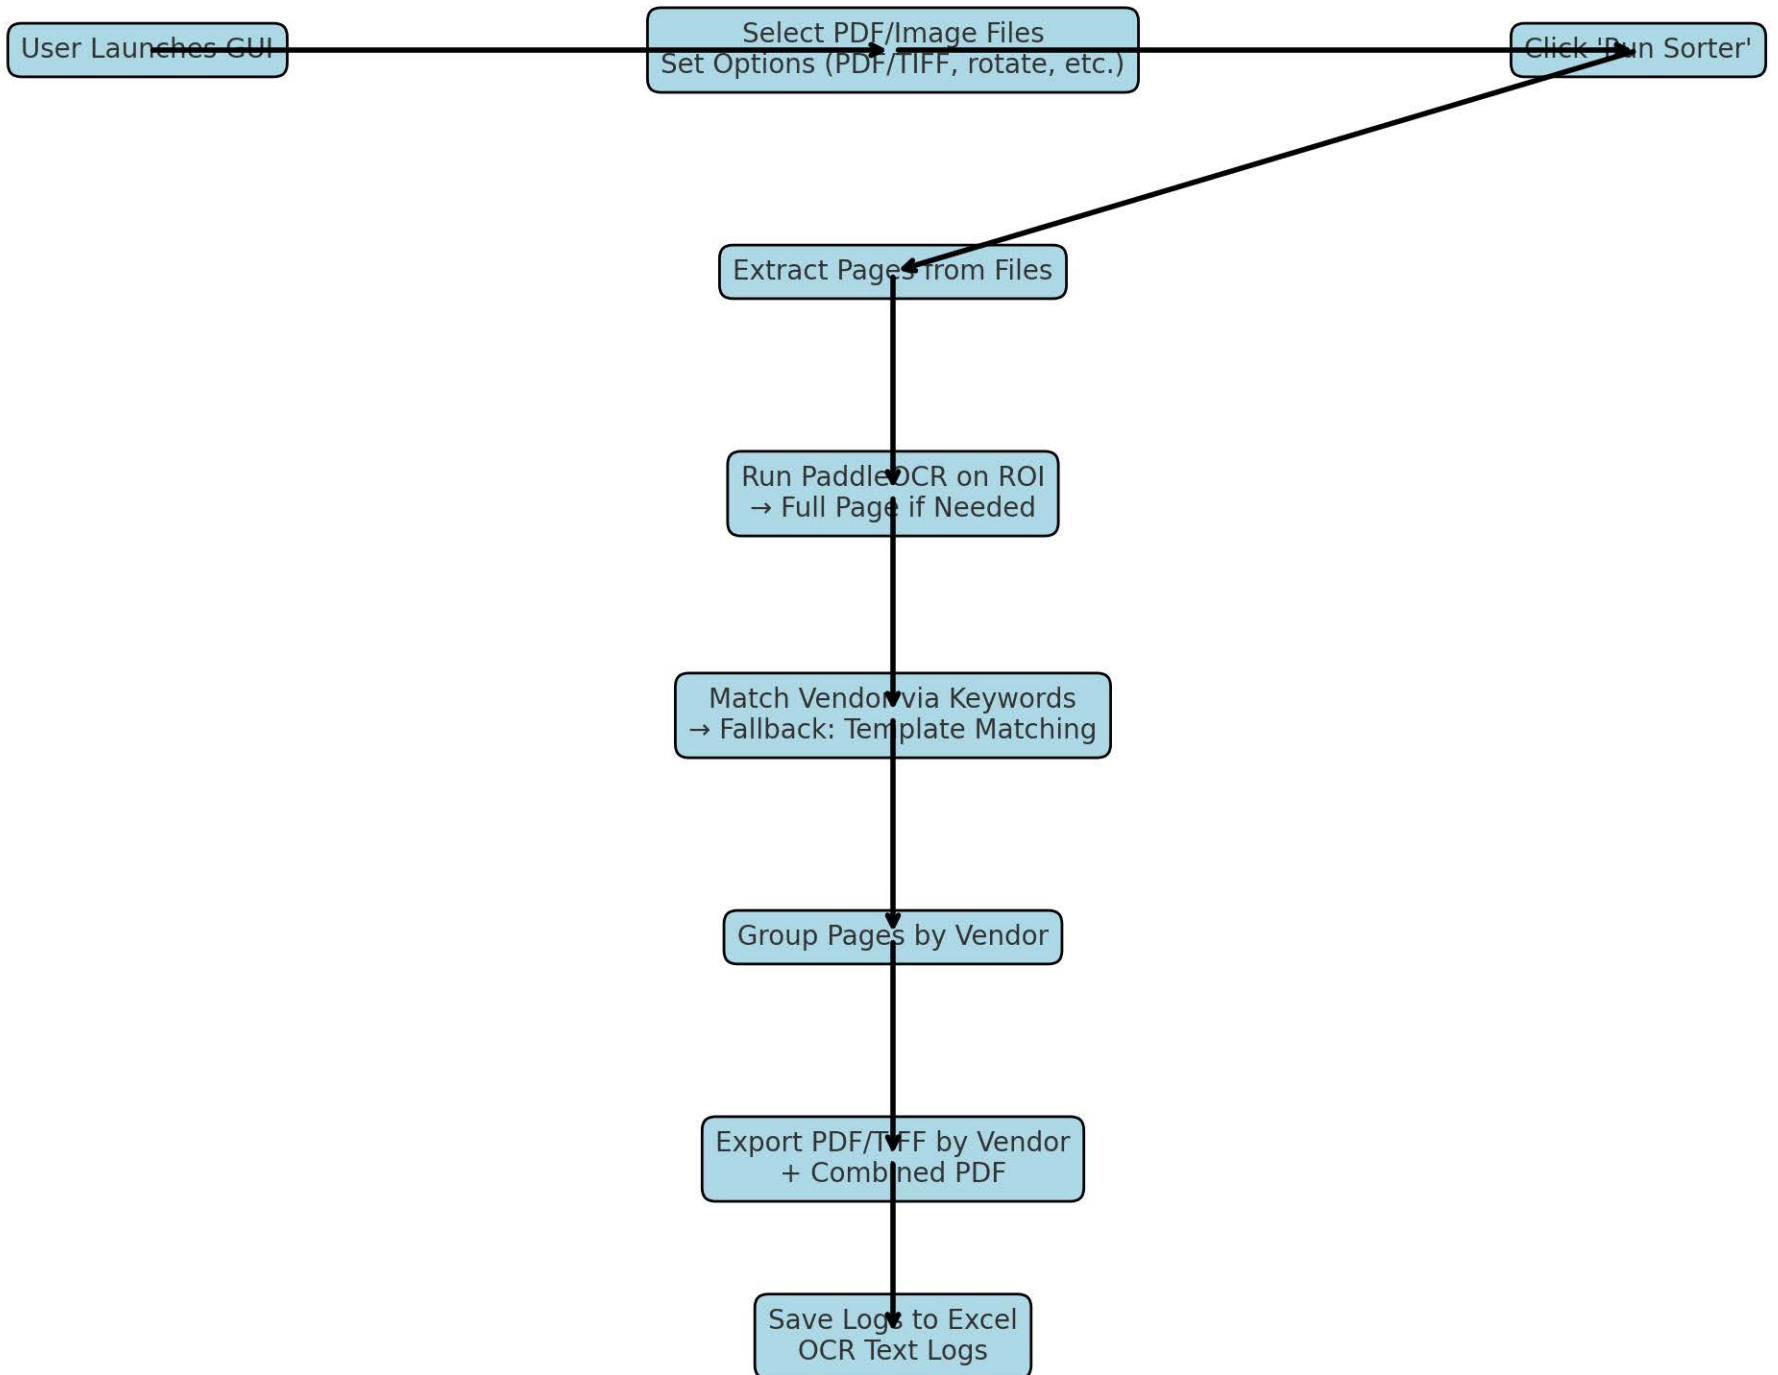 User Launches GUI
Select PDF/Image Files
Set Options (PDF/TIFF, rotate, etc.)
Click 'Run Sorter'
Extract Pages from Files
Run PaddleOCR on ROI
→ Full Page if Needed
Match Vendor via Keywords
→ Fallback: Template Matching
Group Pages by Vendor
Export PDF/TIFF by Vendor
+ Combined PDF
Save Logs to Excel
OCR Text Logs